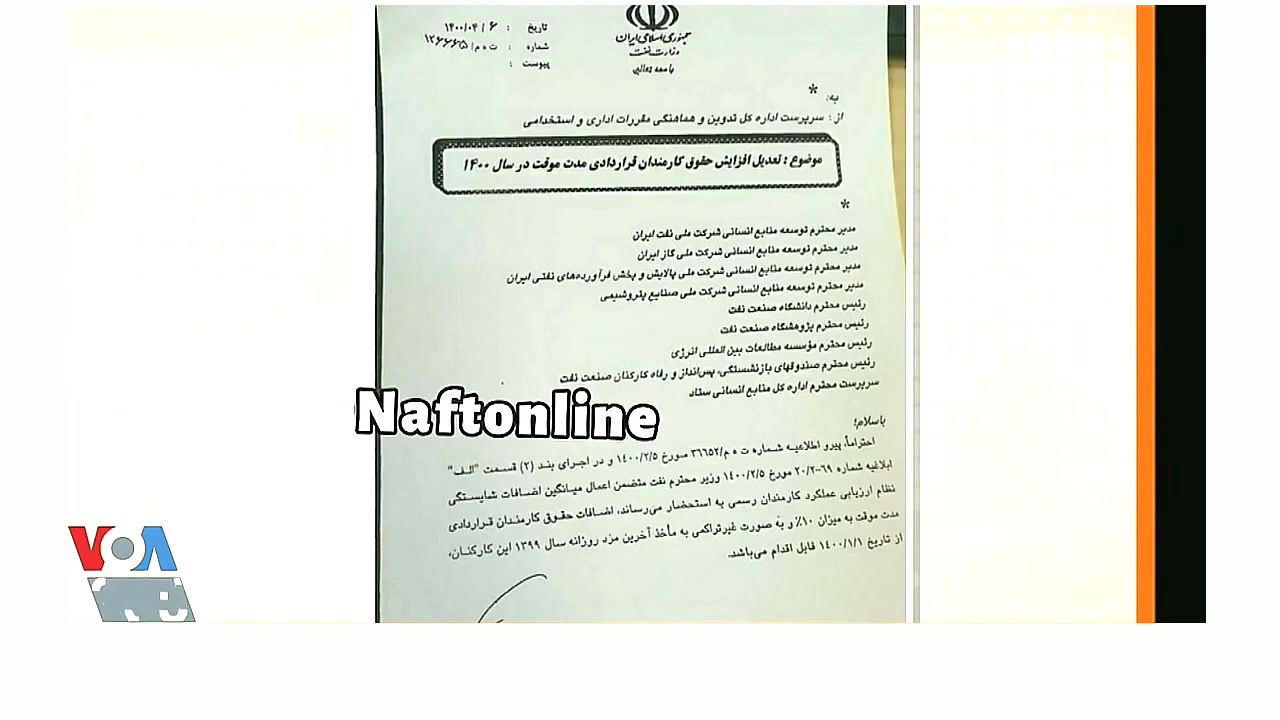 جمهوری اسلامی ایران
وزارت نفت
باسمه تعالی
تاریخ : ۱۴۰۰/۰۴/۶
شماره : ت ه م/
پیوست :
به: *
از : سرپرست اداره کل تدوین و هماهنگی مقررات اداری و استخدامی
موضوع : تعدیل افزایش حقوق کارمندان قراردادی مدت موقت در سال ۱۴۰۰
*
مدیر محترم توسعه منابع انسانی شرکت ملی نفت ایران
مدیر محترم توسعه منابع انسانی شرکت ملی گاز ایران
مدیر محترم توسعه منابع انسانی شرکت ملی پالایش و پخش فرآورده‌های نفتی ایران
مدیر محترم توسعه منابع انسانی شرکت ملی صنایع پتروشیمی
رئیس محترم دانشگاه صنعت نفت
رئیس محترم پژوهشگاه صنعت نفت
رئیس محترم مؤسسه مطالعات بین المللی انرژی
رئیس محترم صندوقهای بازنشستگی، پس‌انداز و رفاه کارکنان صنعت نفت
سرپرست محترم اداره کل منابع انسانی ستاد
Naftonline
باسلام؛
احتراماً، پیرو اطلاعیه شماره ت ه م/۳۶۶۵۲ مورخ ۱۴۰۰/۲/۵ و در اجرای بند (۲) قسمت "الف"
ابلاغیه شماره ۶۹-۲۰/۲ مورخ ۱۴۰۰/۲/۵ وزیر محترم نفت متضمن اعمال میانگین اضافات شایستگی
نظام ارزیابی عملکرد کارمندان رسمی به استحضار می‌رساند، اضافات حقوق کارمندان قراردادی
مدت موقت به میزان ۱۰٪ و به صورت غیرتراکمی به مأخذ آخرین مزد روزانه سال ۱۳۹۹ این کارکنان،
از تاریخ ۱۴۰۰/۱/۱ قابل اقدام می‌باشد.
VOA